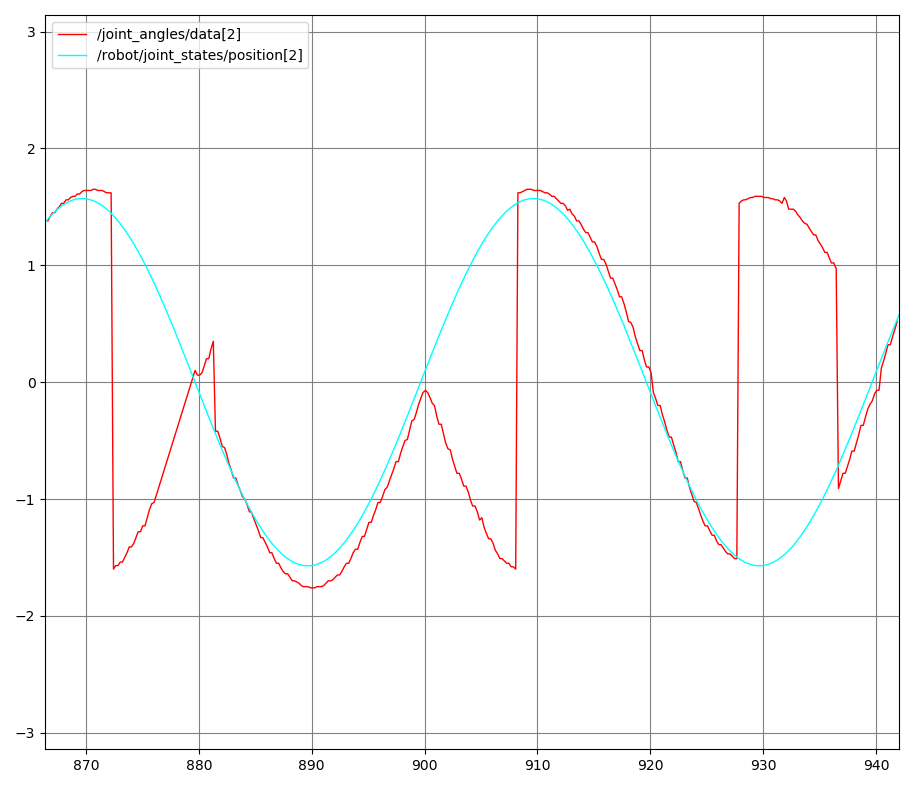 /joint_angles/data[2]
/robot/joint_states/position[2]
3
2
1
0
−1
−2
−3
870 880 890 900 910 920 930 940